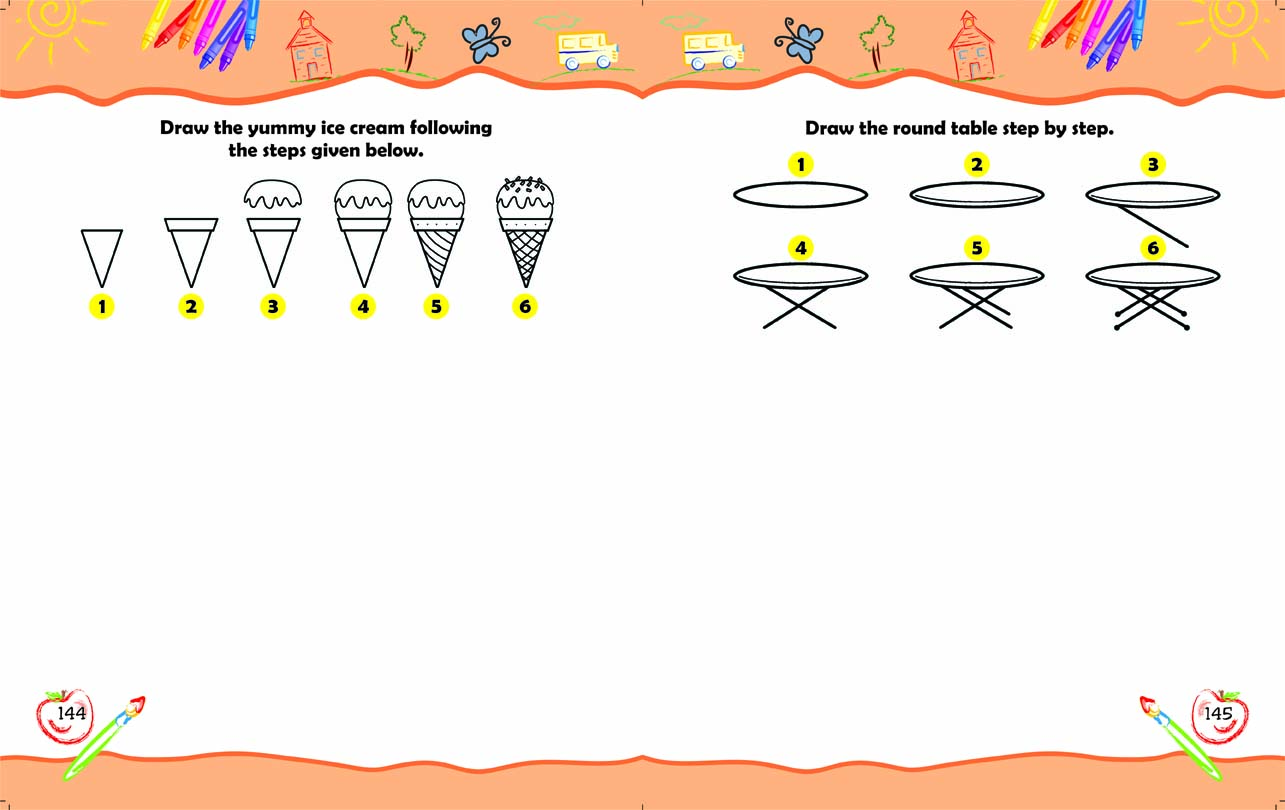 Draw the yummy ice cream following
the steps given below.
1 2 3 4 5 6
144
Draw the round table step by step.
1 2 3
4 5 6
145